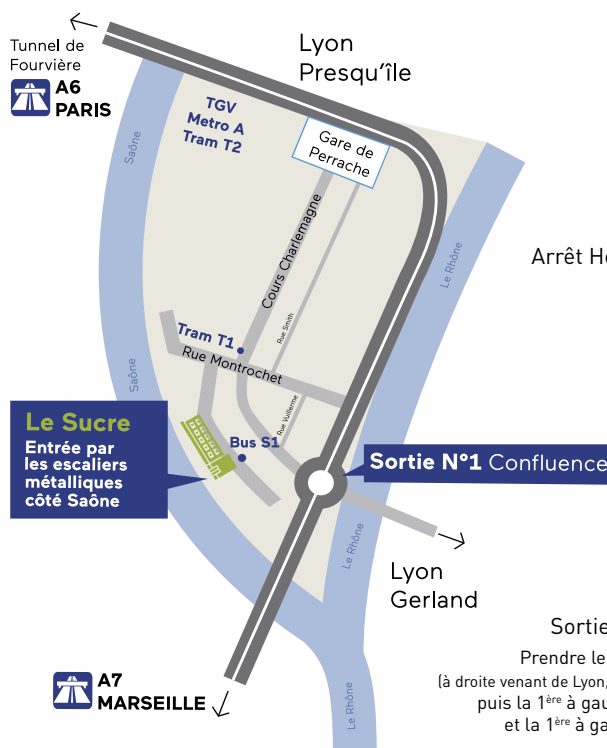 Tunnel de
Fourvière
A6
PARIS
Lyon
Presqu'île
TGV
Metro A
Tram T2
Gare de
Perrache
Saône
Le Rhône
Cours Charlemagne
Rue Smith
Arrêt
Tram T1
Rue Montrochet
Saône
Rue Vuillerme
Le Sucre
Entrée par
les escaliers
métalliques
côté Saône
Bus S1
Sortie N°1 Confluence
Le Rhône
Lyon
Gerland
A7
MARSEILLE
Le Rhône
Sortie
Prendre le
(à droite venant de Lyon,
puis la 1ère à
et la 1ère à